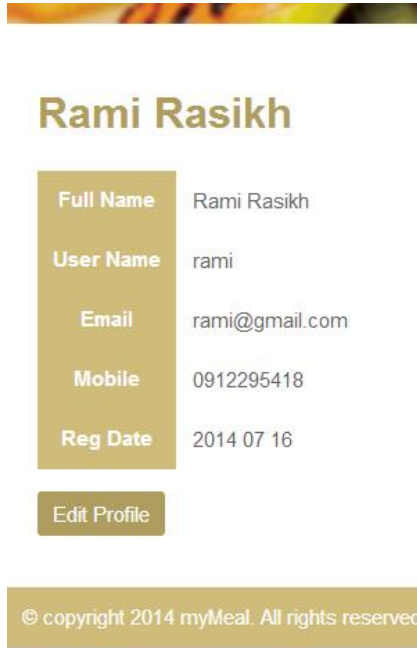 Rami Rasikh
Full Name Rami Rasikh
User Name rami
Email rami@gmail.com
Mobile 0912295418
Reg Date 2014 07 16
Edit Profile
© copyright 2014 myMeal. All rights reserved